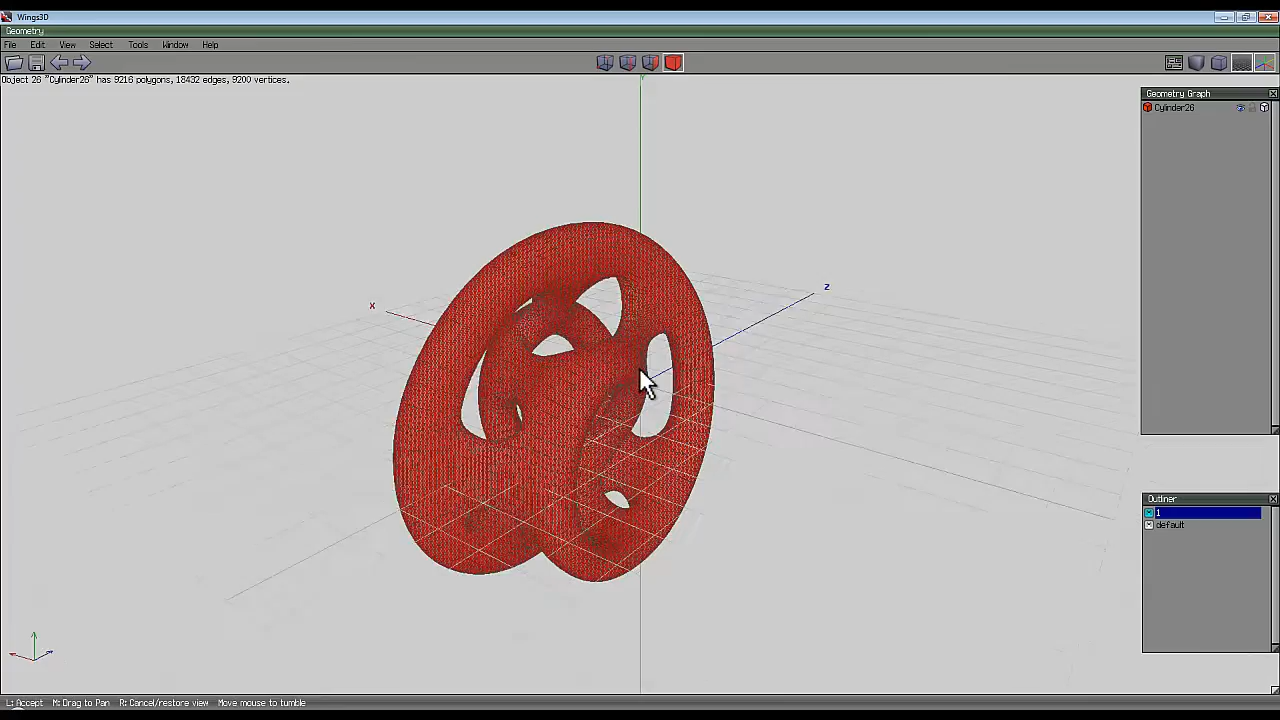 Wings3D
Geometry
File Edit View Select Tools Window Help
Object 26 "Cylinder26" has 9216 polygons, 18432 edges, 9200 vertices.
Y
Geometry Graph
Cylinder26
X
Z
Outliner
1
default
L: Accept M: Drag to Pan R: Cancel/restore view Move mouse to tumble